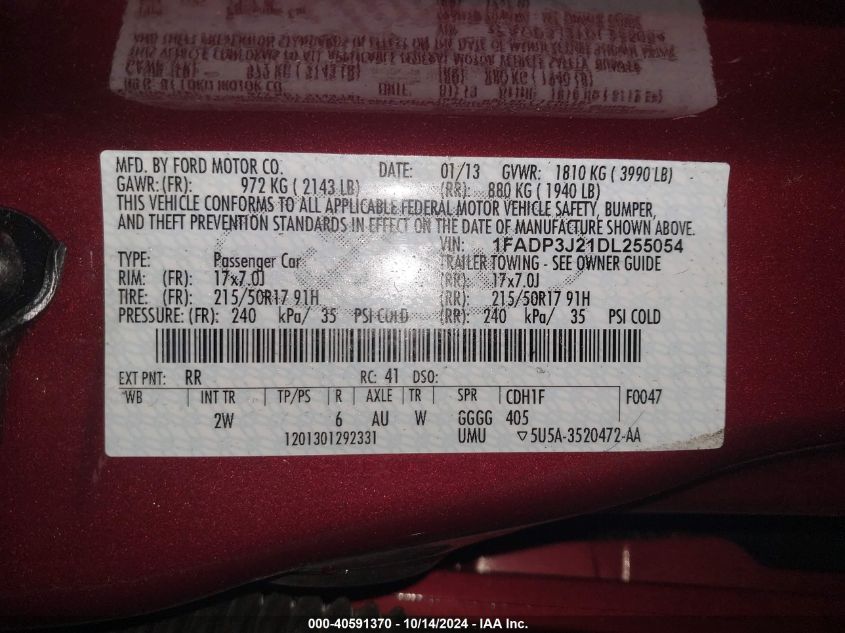 MFD. BY FORD MOTOR CO. DATE: 01/13 GVWR: 1810 KG ( 3990 LB)
GAWR: (FR): 972 KG ( 2143 LB) (RR): 880 KG ( 1940 LB)
THIS VEHICLE CONFORMS TO ALL APPLICABLE FEDERAL MOTOR VEHICLE SAFETY, BUMPER,
AND THEFT PREVENTION STANDARDS IN EFFECT ON THE DATE OF MANUFACTURE SHOWN ABOVE.
VIN: 1FADP3J21DL255054
TYPE: Passenger Car TRAILER TOWING - SEE OWNER GUIDE
RIM: (FR): 17x7.0J (RR): 17x7.0J
TIRE: (FR): 215/50R17 91H (RR): 215/50R17 91H
PRESSURE: (FR): 240 kPa/ 35 PSI COLD (RR): 240 kPa/ 35 PSI COLD
EXT PNT: RR RC: 41 DSO:
WB INT TR TP/PS R AXLE TR SPR CDH1F F0047
2W 6 AU W GGGG 405
1201301292331 UMU ▽5U5A-3520472-AA
000-40591370 - 10/14/2024 - IAA Inc.